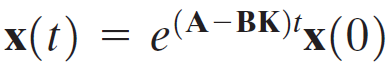 𝐱(t) = e^{(𝐀−𝐁𝐊)t}𝐱(0)